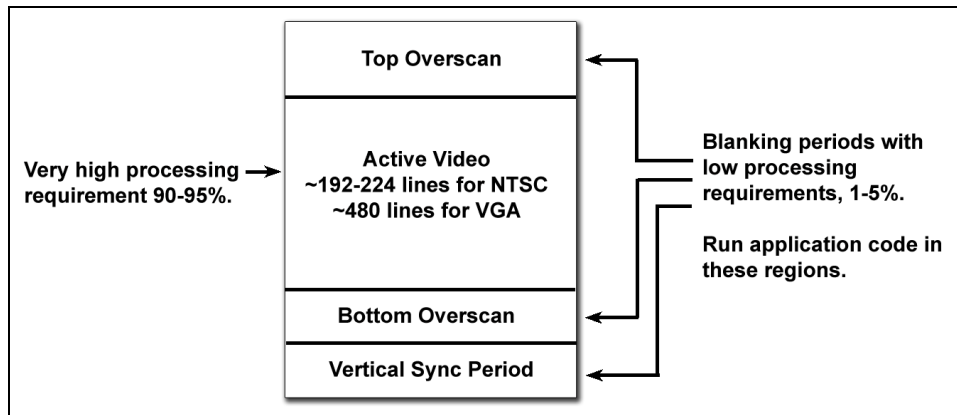 Top Overscan
Very high processing
requirement 90-95%.
Active Video
~192-224 lines for NTSC
~480 lines for VGA
Blanking periods with
low processing
requirements, 1-5%.
Run application code in
these regions.
Bottom Overscan
Vertical Sync Period